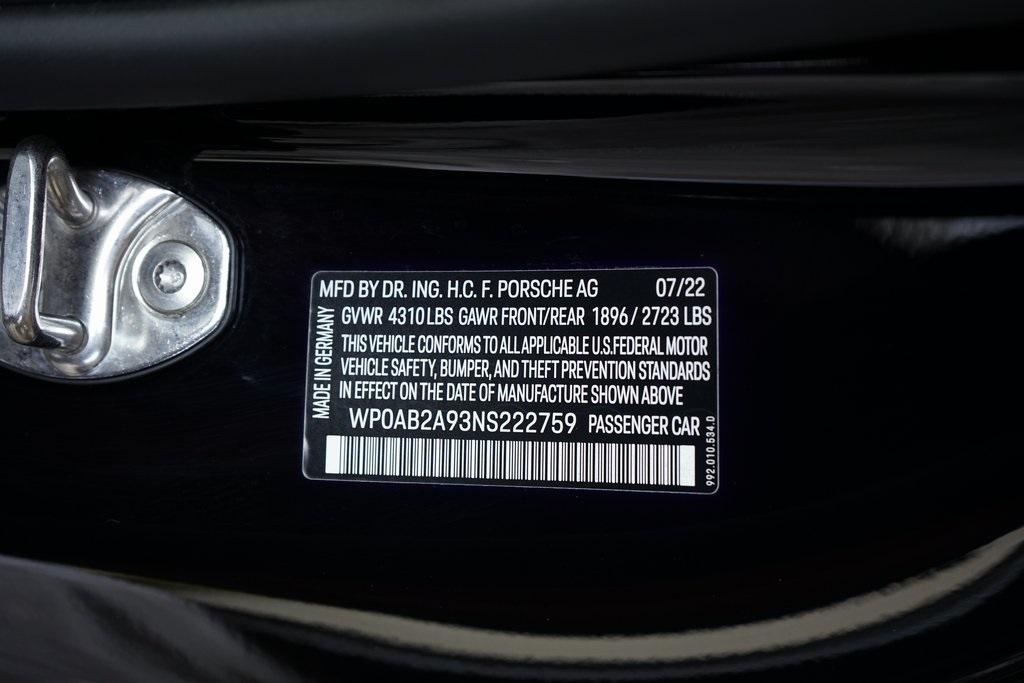 MFD BY DR. ING. H.C. F. PORSCHE AG 07/22
GVWR 4310 LBS GAWR FRONT/REAR 1896 / 2723 LBS
THIS VEHICLE CONFORMS TO ALL APPLICABLE U.S.FEDERAL MOTOR
VEHICLE SAFETY, BUMPER, AND THEFT PREVENTION STANDARDS
IN EFFECT ON THE DATE OF MANUFACTURE SHOWN ABOVE
WP0AB2A93NS222759 PASSENGER CAR
MADE IN GERMANY
992.010.534.0